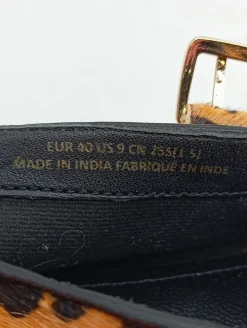 EUR 40 US 9 CN 255(1.5)
MADE IN INDIA FABRIQUÉ EN INDE